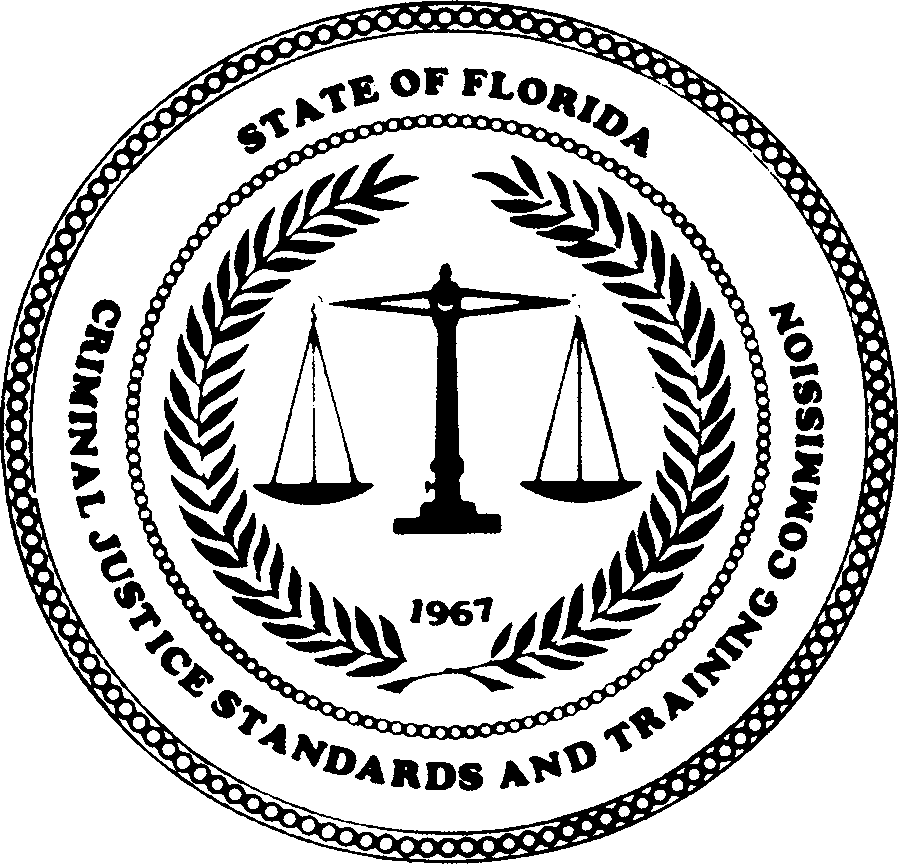 STATE OF FLORIDA
CRIMINAL JUSTICE STANDARDS AND TRAINING COMMISSION
1967